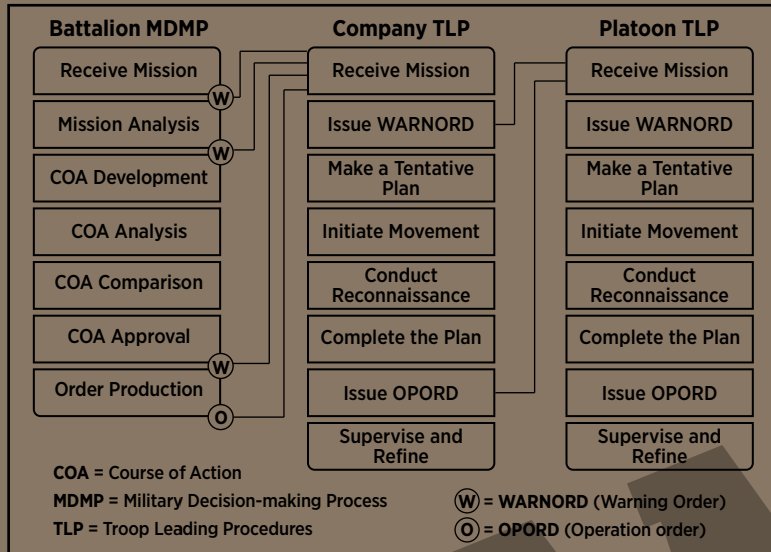 Battalion MDMP
Receive Mission
W
Mission Analysis
W
COA Development
COA Analysis
COA Comparison
COA Approval
W
Order Production
O
Company TLP
Receive Mission
Issue WARNORD
Make a Tentative
Plan
Initiate Movement
Conduct
Reconnaissance
Complete the Plan
Issue OPORD
Supervise and
Refine
Platoon TLP
Receive Mission
Issue WARNORD
Make a Tentative
Plan
Initiate Movement
Conduct
Reconnaissance
Complete the Plan
Issue OPORD
Supervise and
Refine
COA = Course of Action
MDMP = Military Decision-making Process
TLP = Troop Leading Procedures
W = WARNORD (Warning Order)
O = OPORD (Operation order)